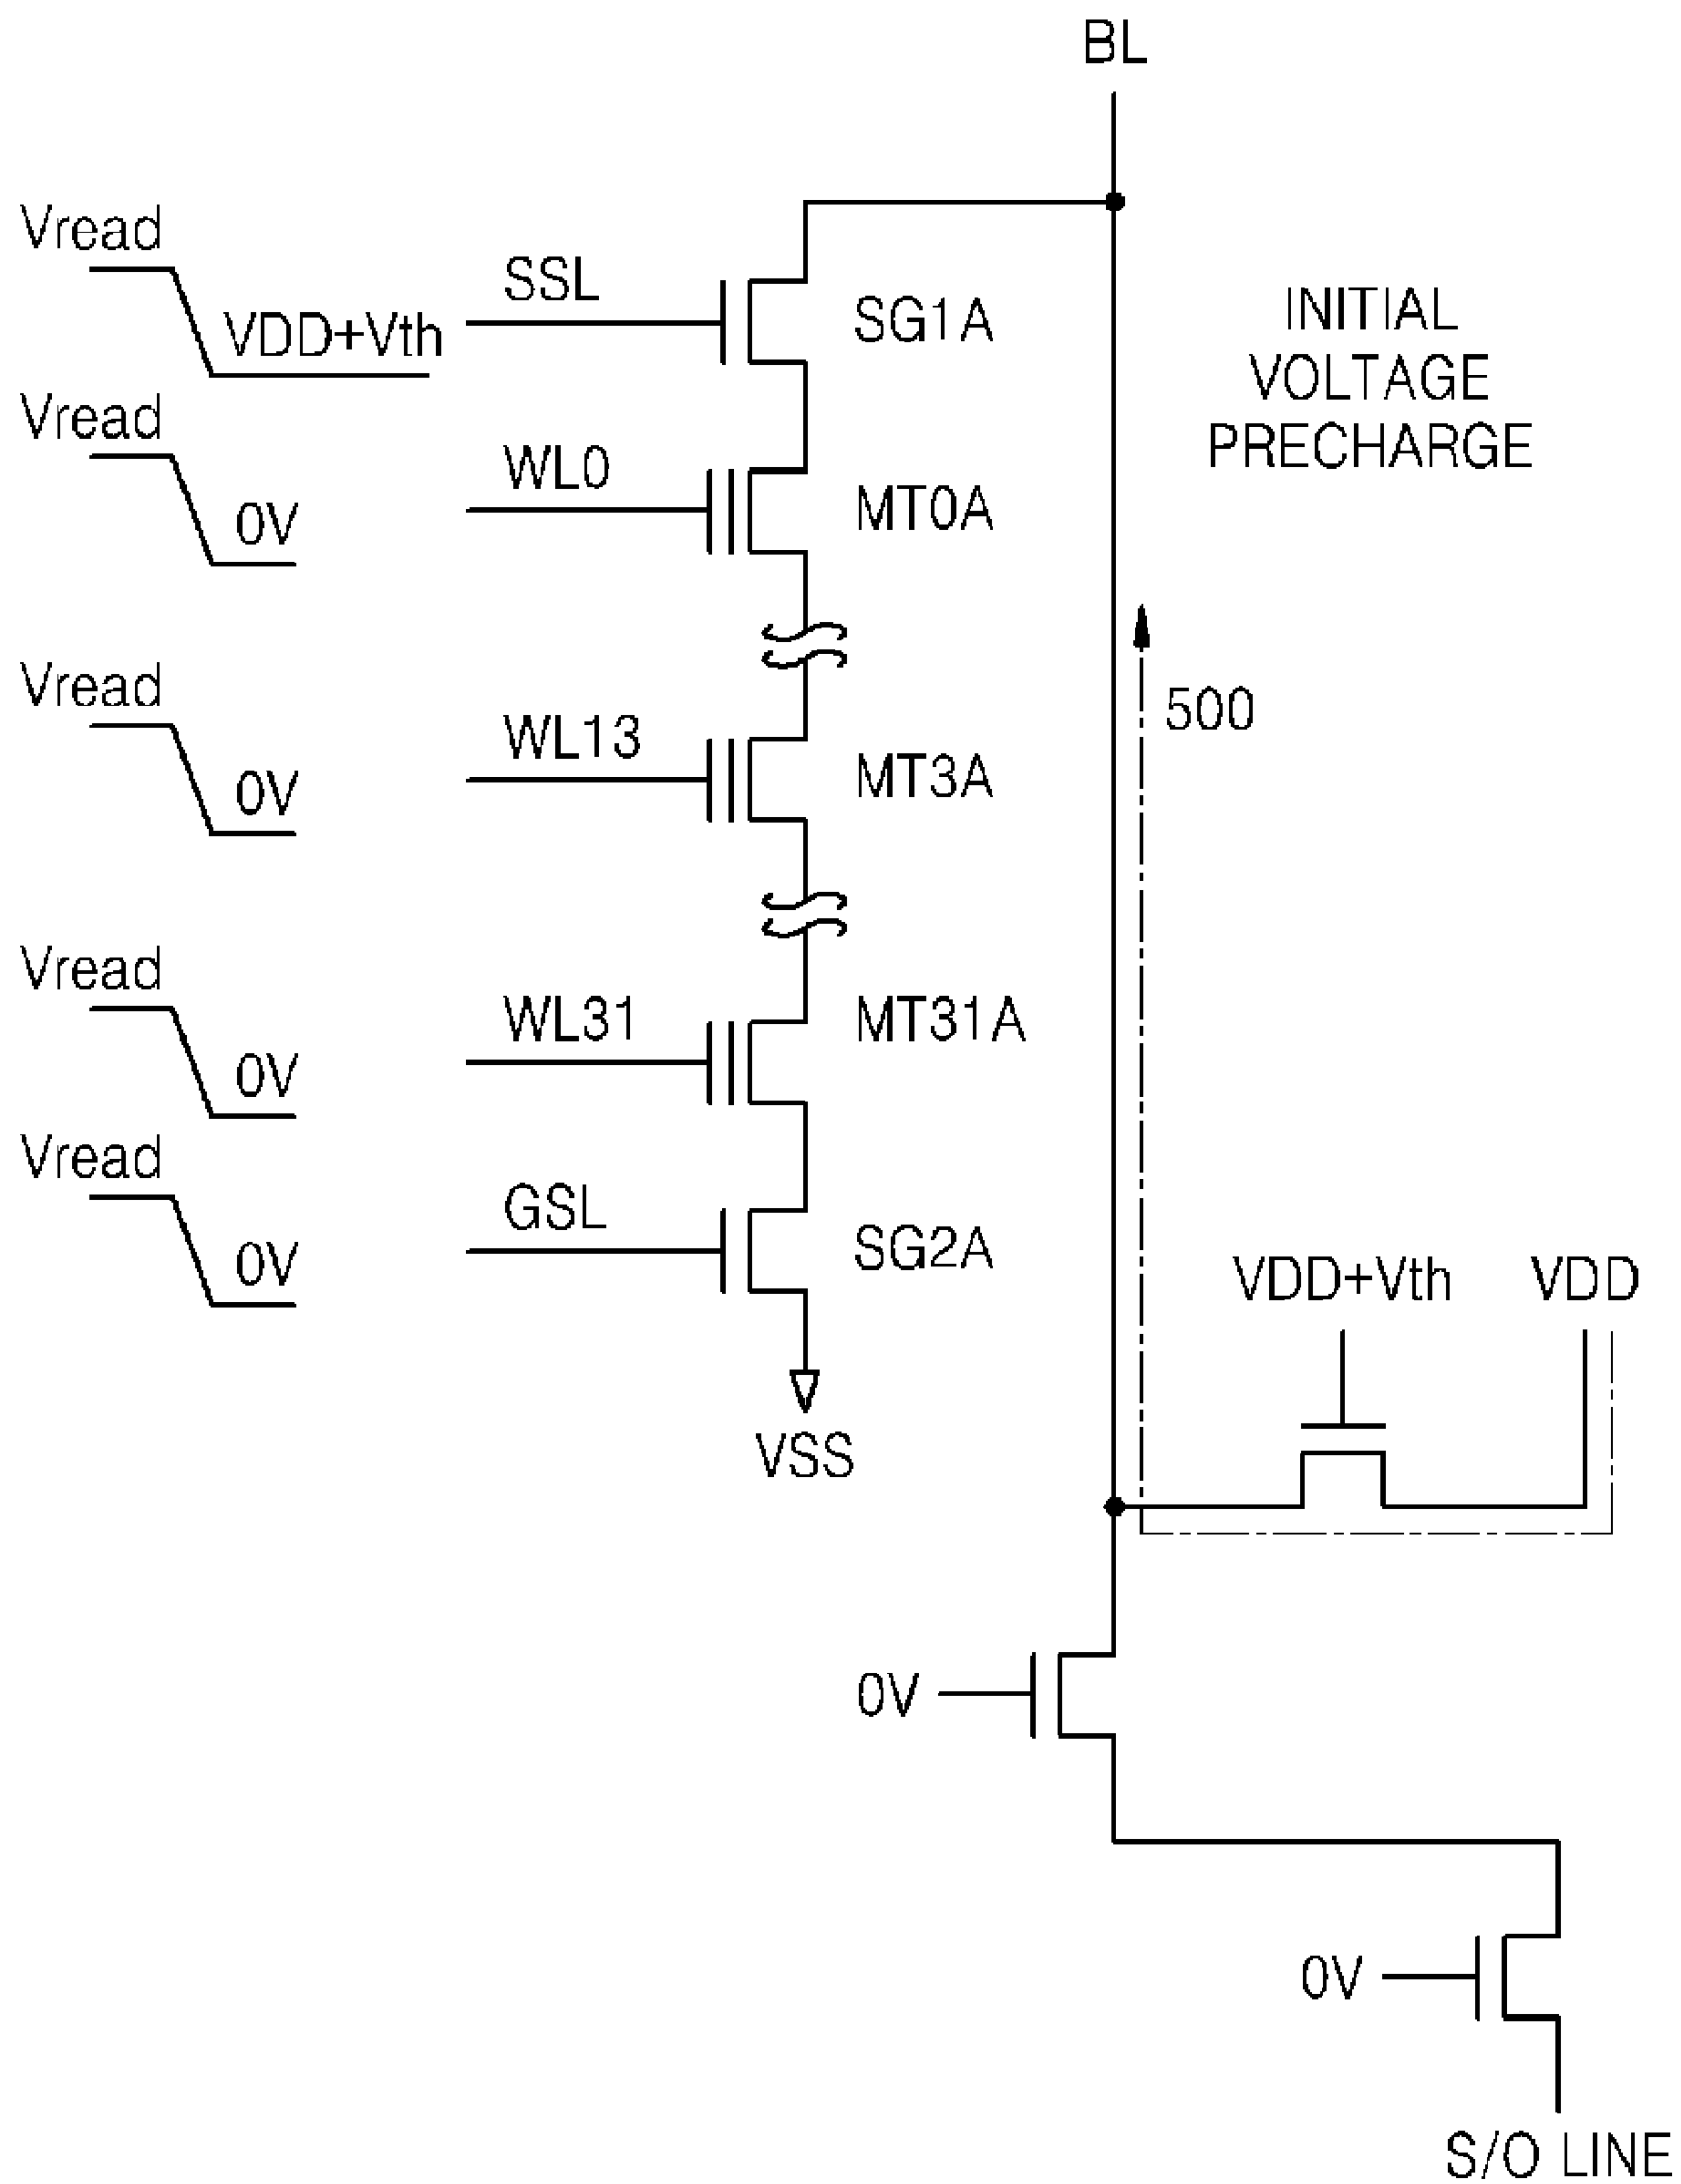 BL
Vread
SSL
VDD+Vth
SG1A
INITIAL
VOLTAGE
PRECHARGE
Vread
WL0
0V
MT0A
Vread
WL13
0V
MT3A
500
Vread
WL31
0V
MT31A
Vread
GSL
0V
SG2A
VDD+Vth
VDD
VSS
0V
0V
S/O LINE